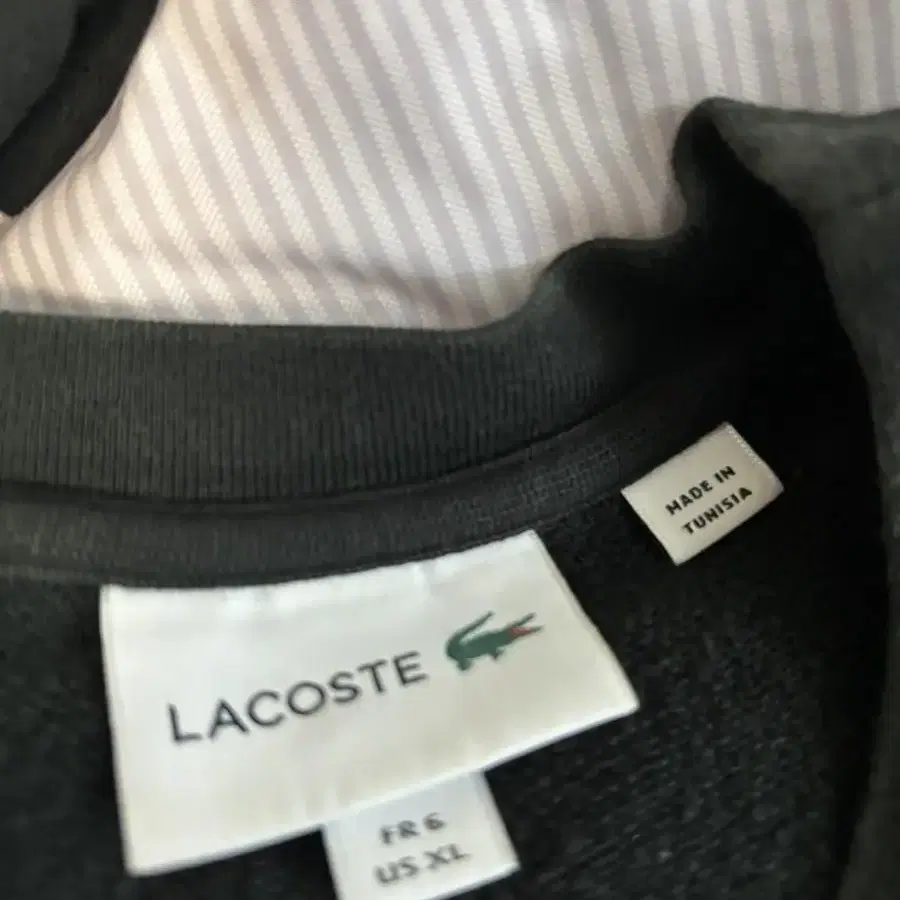 MADE IN
TUNISIA
LACOSTE
FR 6
US XL